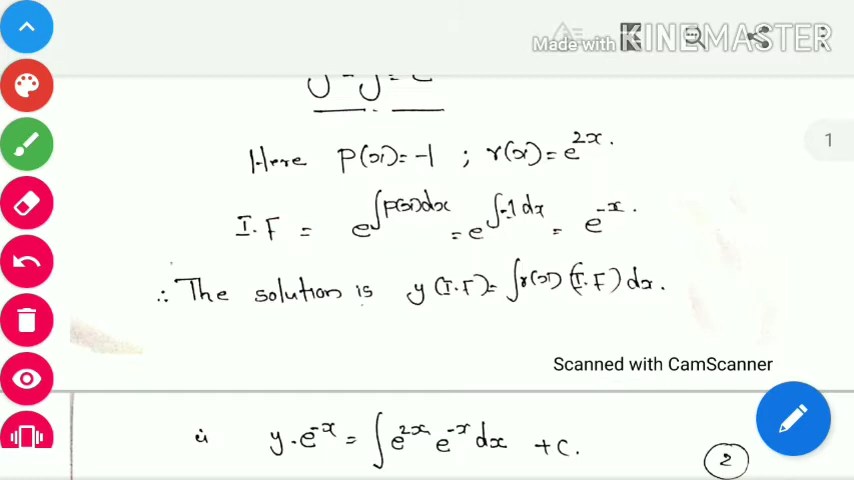 Made with KINEMASTER
Here P(x) = -1 ; r(x) = e^{2x}.
1
I.F = e^{∫P(x)dx} = e^{∫-1 dx} = e^{-x}.
∴ The solution is y(I.F) = ∫r(x) (I.F) dx.
Scanned with CamScanner
y.e^{-x} = ∫e^{2x} e^{-x} dx + c.
2